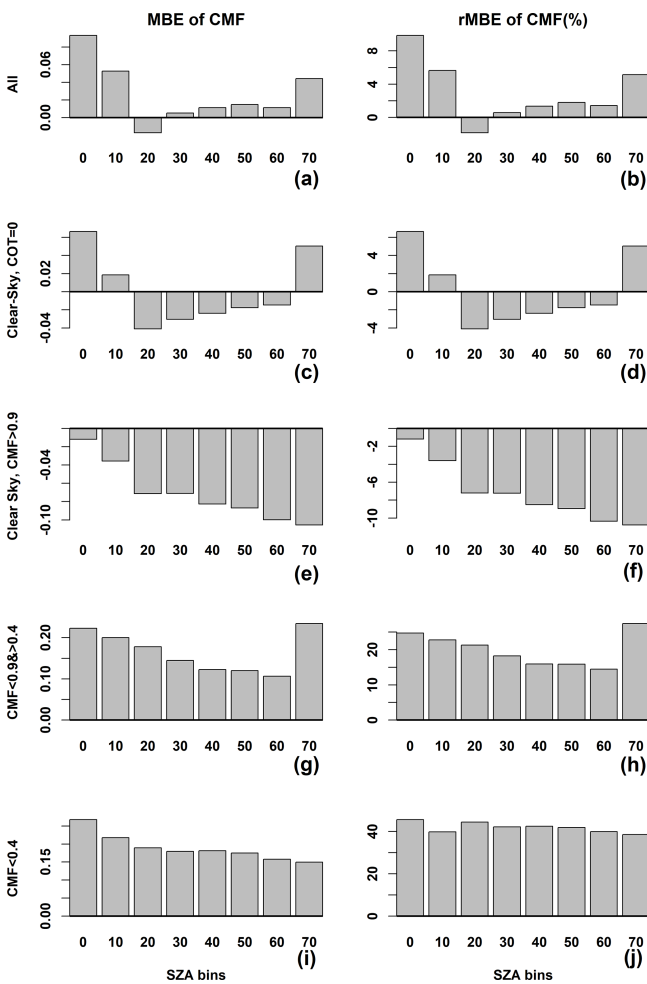 MBE of CMF
rMBE of CMF(%)
All
0.00 0.06
0 4 8
0 10 20 30 40 50 60 70
0 10 20 30 40 50 60 70
(a)
(b)
Clear-Sky, COT=0
-0.04 0.02
-4 0 4
0 10 20 30 40 50 60 70
0 10 20 30 40 50 60 70
(c)
(d)
Clear Sky, CMF>0.9
-0.10 -0.04
-10 -6 -2
0 10 20 30 40 50 60 70
0 10 20 30 40 50 60 70
(e)
(f)
CMF<0.9&>0.4
0.00 0.10 0.20
0 10 20
0 10 20 30 40 50 60 70
0 10 20 30 40 50 60 70
(g)
(h)
CMF<0.4
0.00 0.15
0 20 40
0 10 20 30 40 50 60 70
0 10 20 30 40 50 60 70
(i)
(j)
SZA bins
SZA bins